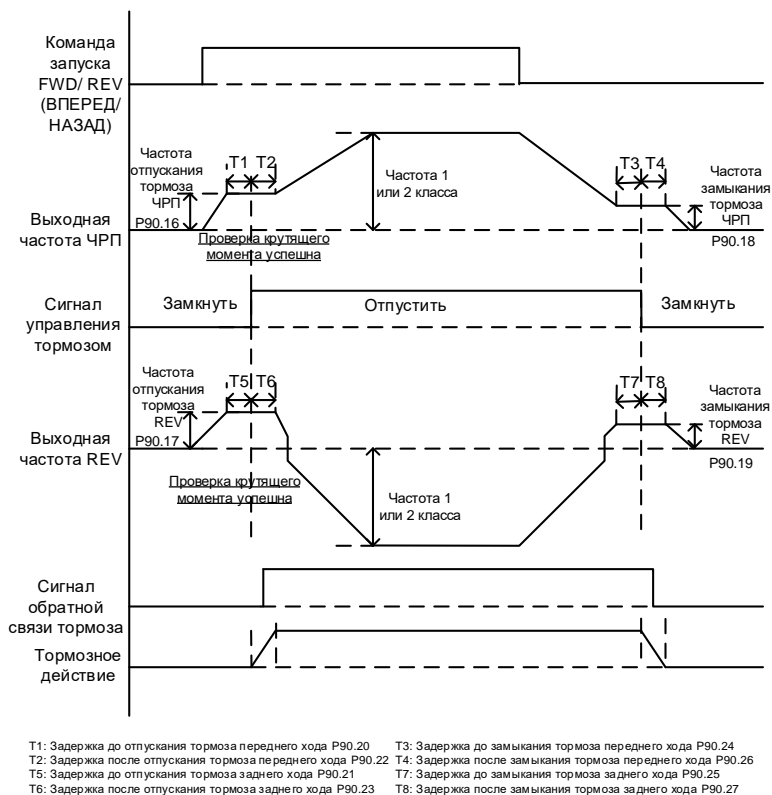 Команда
запуска
FWD/ REV
(ВПЕРЕД/
НАЗАД)
Частота
отпускания
тормоза
ЧРП
P90.16
T1
T2
Частота 1
или 2 класса
T3
T4
Частота
замыкания
тормоза
ЧРП
P90.18
Выходная
частота ЧРП
Проверка крутящего
момента успешна
Сигнал
управления
тормозом
Замкнуть
Отпустить
Замкнуть
Частота
отпускания
тормоза
REV
P90.17
T5
T6
T7
T8
Частота
замыкания
тормоза
REV
P90.19
Выходная
частота REV
Проверка крутящего
момента успешна
Частота 1
или 2 класса
Сигнал
обратной
связи тормоза
Тормозное
действие
T1: Задержка до отпускания тормоза переднего хода P90.20
T2: Задержка после отпускания тормоза переднего хода P90.22
T5: Задержка до отпускания тормоза заднего хода P90.21
T6: Задержка после отпускания тормоза заднего хода P90.23
T3: Задержка до замыкания тормоза переднего хода P90.24
T4: Задержка после замыкания тормоза переднего хода P90.26
T7: Задержка до замыкания тормоза заднего хода P90.25
T8: Задержка после замыкания тормоза заднего хода P90.27